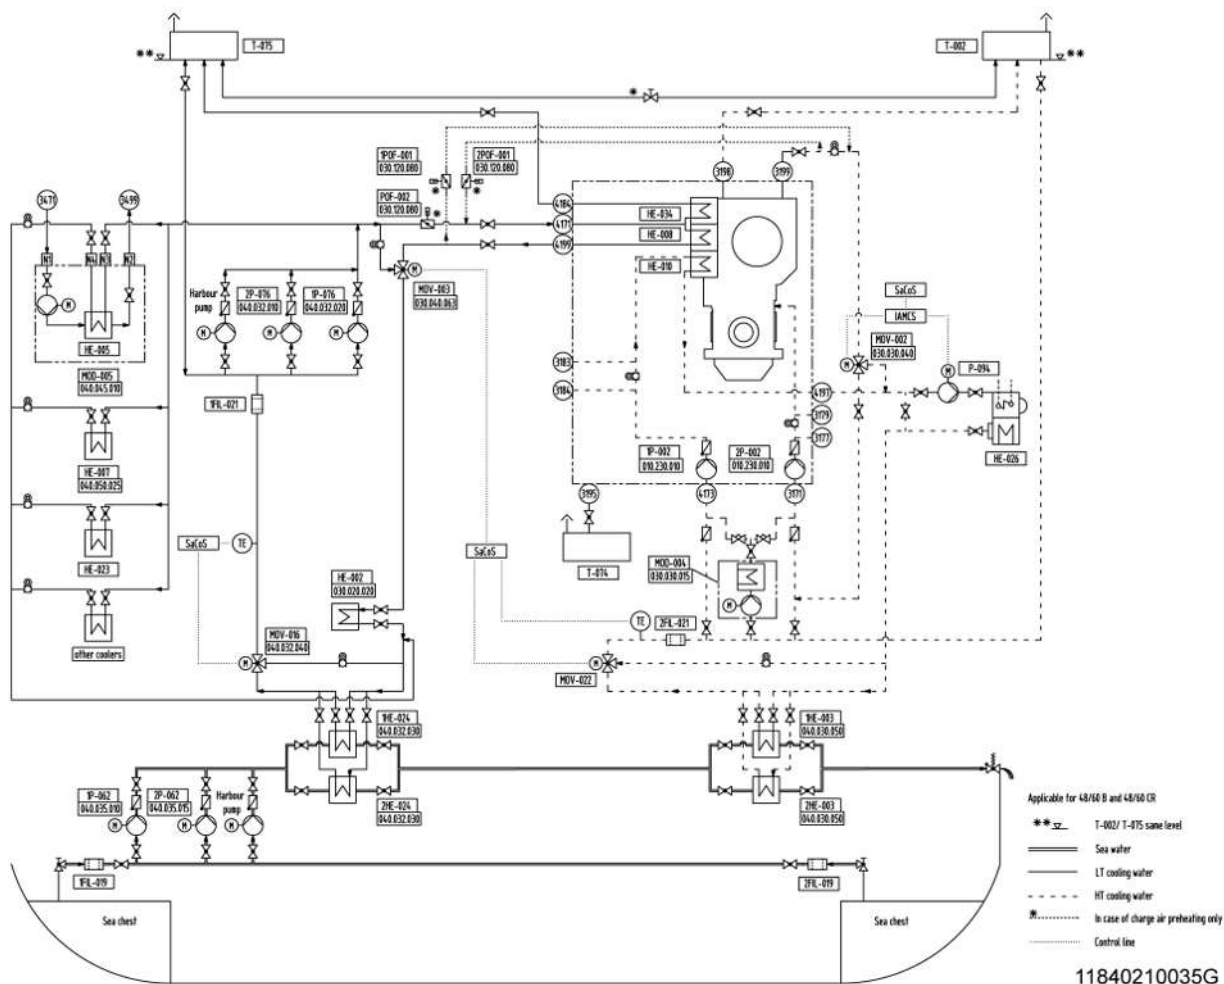 T-075
T-002
**
**
*
1POF-001
030.120.080
2POF-001
030.120.080
POF-002
030.120.080
*
*
*
3198
3199
3471
3499
4184
4171
4199
HE-034
HE-008
HE-010
N1
N4
N3
N2
M
HE-005
MOD-005
040.045.010
Harbour
pump
2P-076
040.032.010
1P-076
040.032.020
M
M
M
M
MOV-003
030.040.063
SaCoS
IAMCS
MOV-002
030.030.040
M
M
P-094
HE-026
3183
3184
4197
3179
3177
1FIL-021
HE-007
040.050.025
1P-002
010.230.010
2P-002
010.230.010
4173
3171
3195
T-074
HE-023
SaCoS
TE
SaCoS
MOD-004
030.030.015
M
HE-002
030.020.020
TE
2FIL-021
other coolers
MOV-016
040.032.040
M
M
MOV-022
1HE-024
040.032.030
1HE-003
040.030.050
2HE-024
040.032.030
2HE-003
040.030.050
1P-062
040.035.010
2P-062
040.035.015
Harbour
pump
M
M
M
1FIL-019
2FIL-019
Sea chest
Sea chest
Applicable for 48/60 B and 48/60 CR
** T-002/ T-075 same level
Sea water
LT cooling water
HT cooling water
* In case of charge air preheating only
Control line
11840210035G